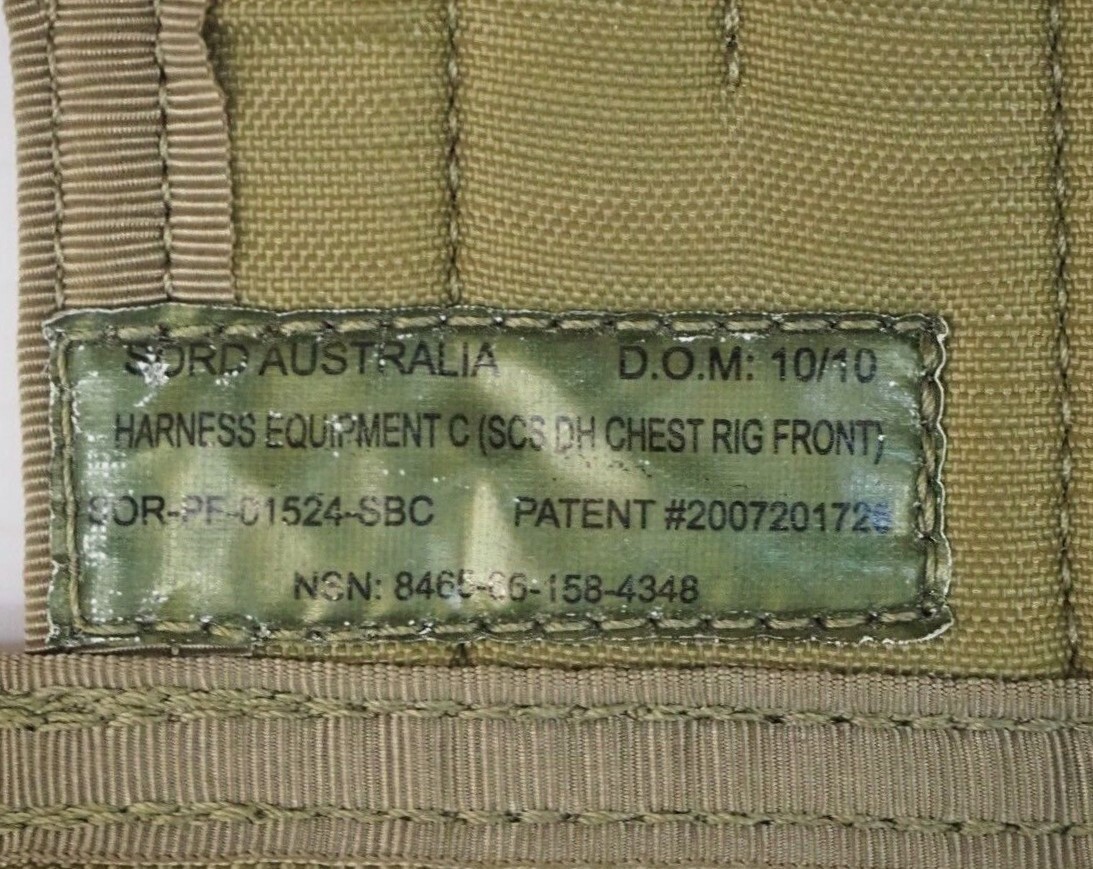 SORD AUSTRALIA D.O.M: 10/10
HARNESS EQUIPMENT C (SCS DH CHEST RIG FRONT)
SOR-PF-01524-SBC PATENT
NSN: 8465-66-158-4348